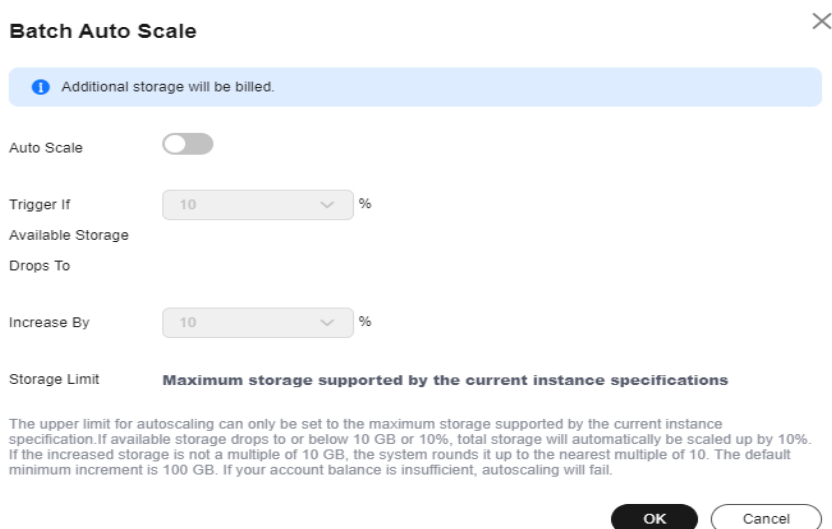 Batch Auto Scale
Additional storage will be billed.
Auto Scale
Trigger If
Available Storage
Drops To
10 %
Increase By
10 %
Storage Limit
Maximum storage supported by the current instance specifications
The upper limit for autoscaling can only be set to the maximum storage supported by the current instance
specification.If available storage drops to or below 10 GB or 10%, total storage will automatically be scaled up by 10%.
If the increased storage is not a multiple of 10 GB, the system rounds it up to the nearest multiple of 10. The default
minimum increment is 100 GB. If your account balance is insufficient, autoscaling will fail.
OK
Cancel